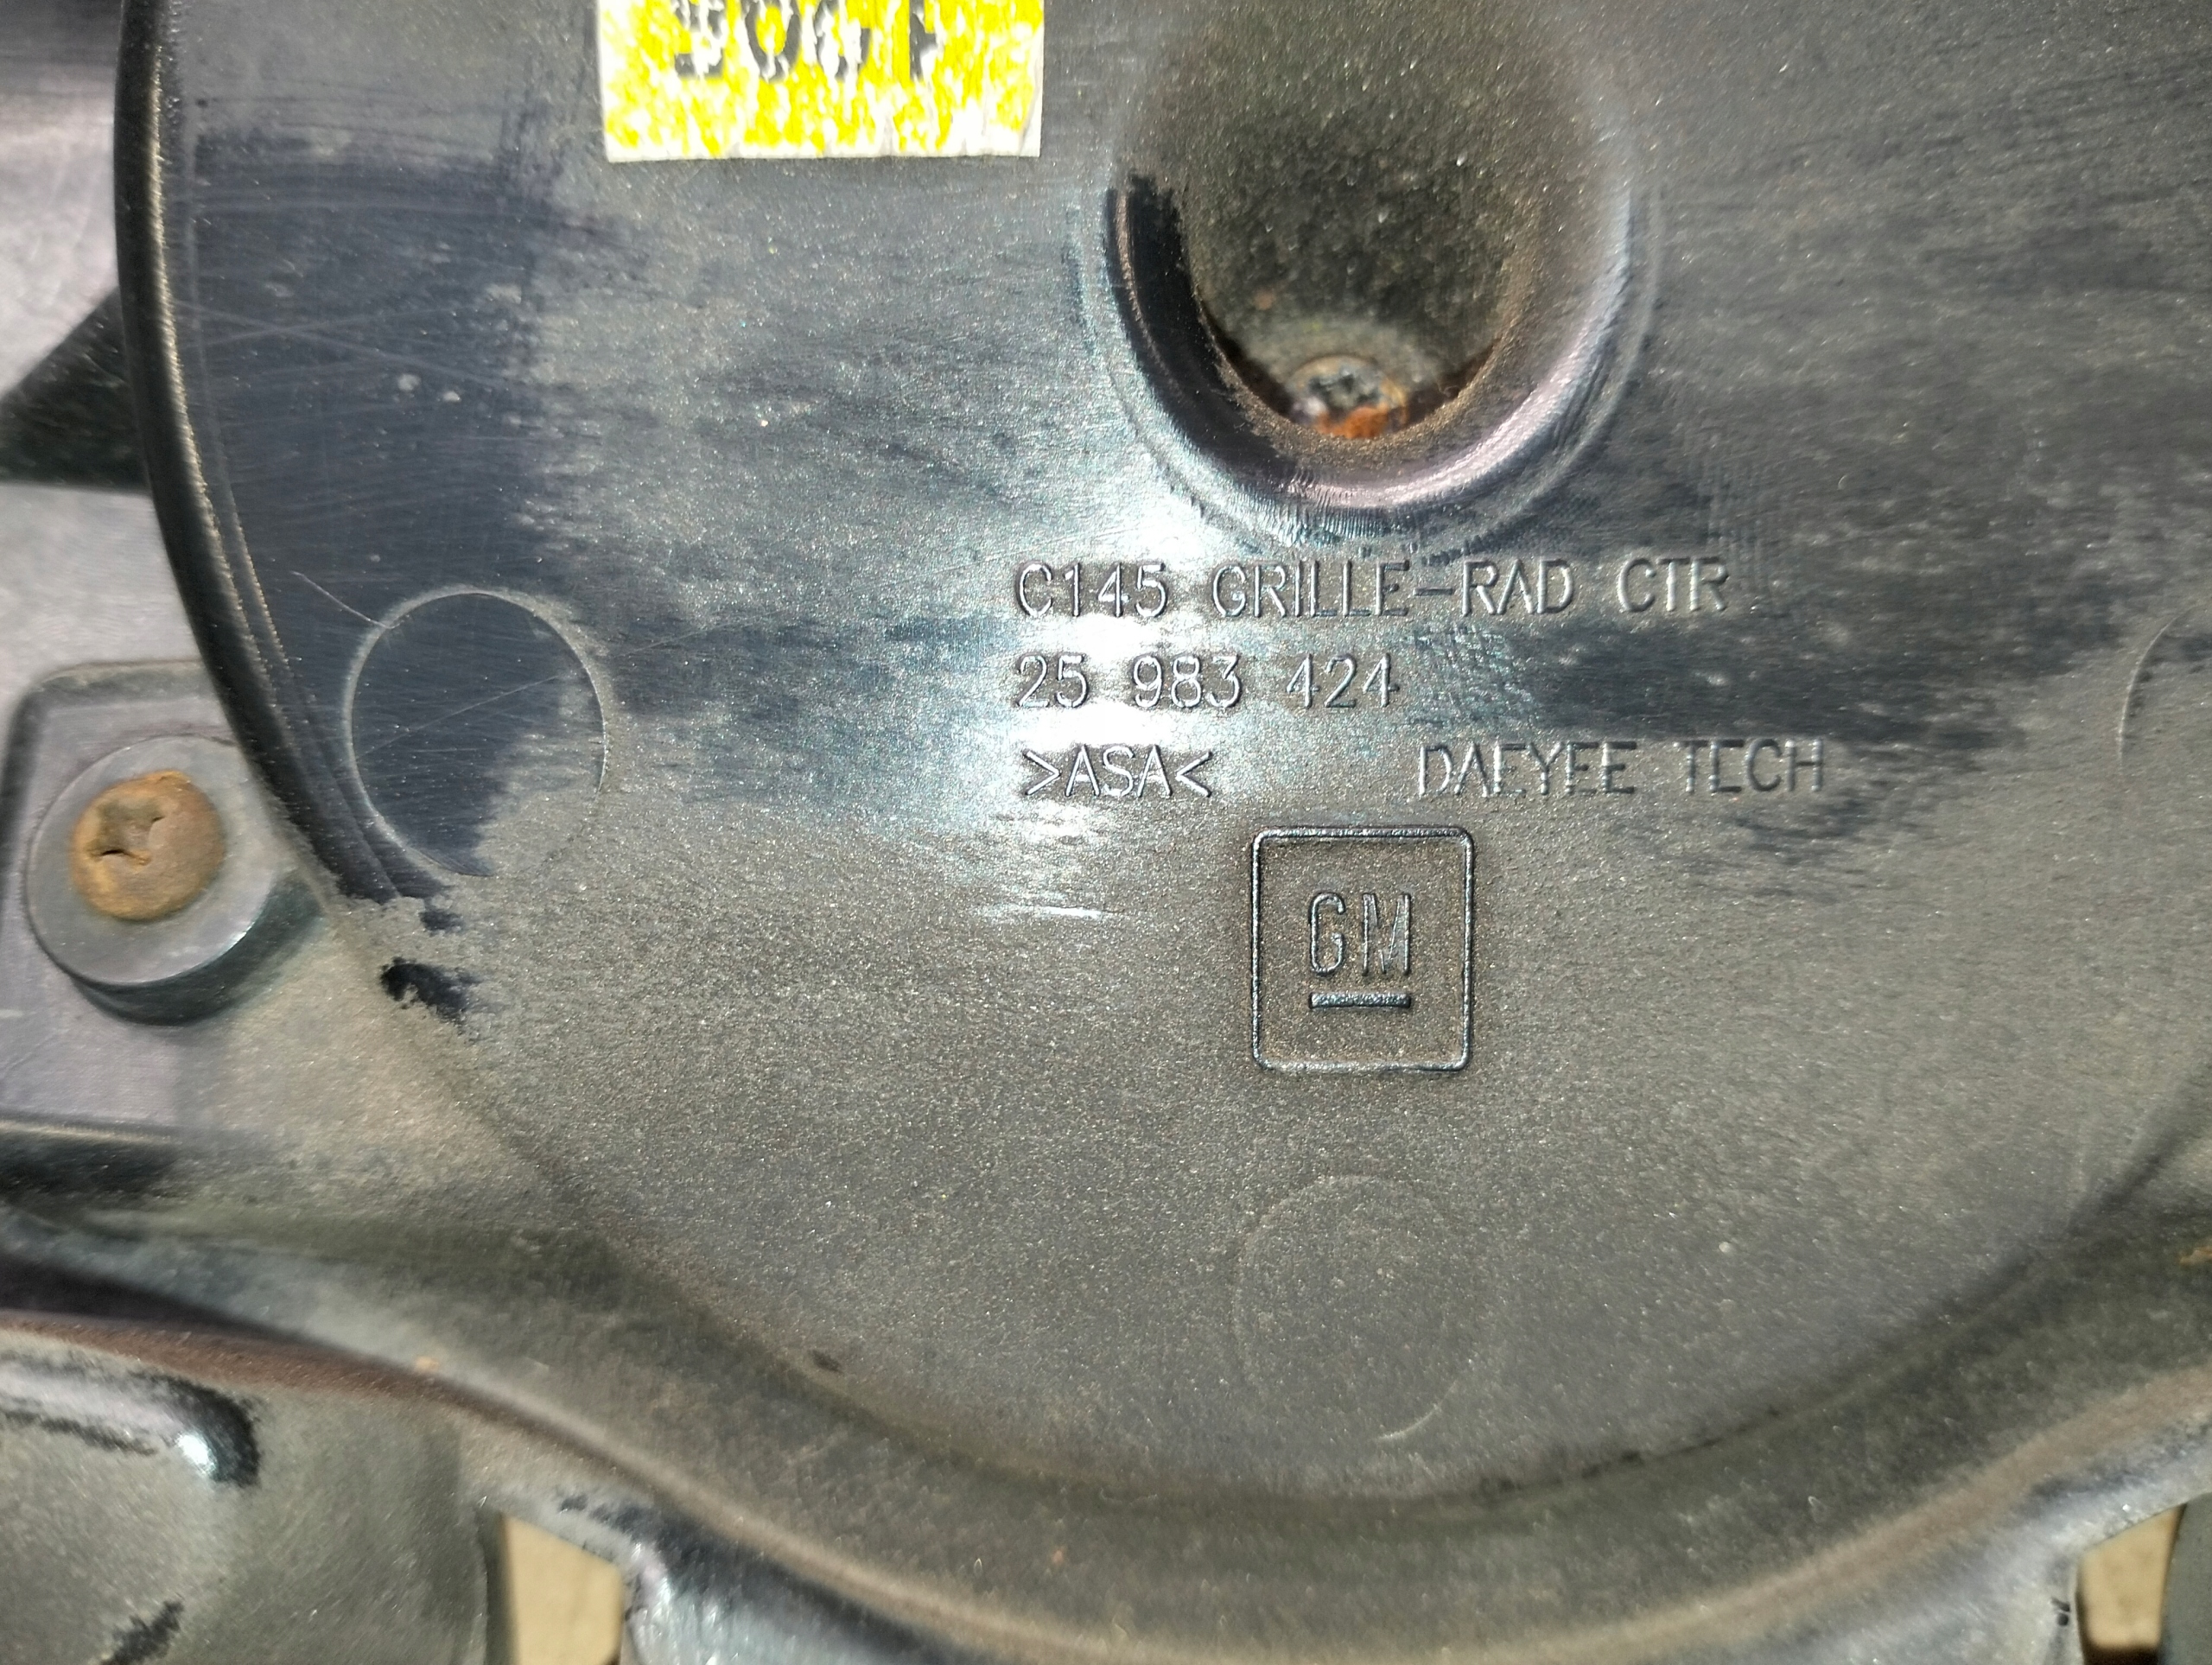 C145 GRILLE-RAD CTR
25 983 424
>ASA< DAEYEE TECH
GM